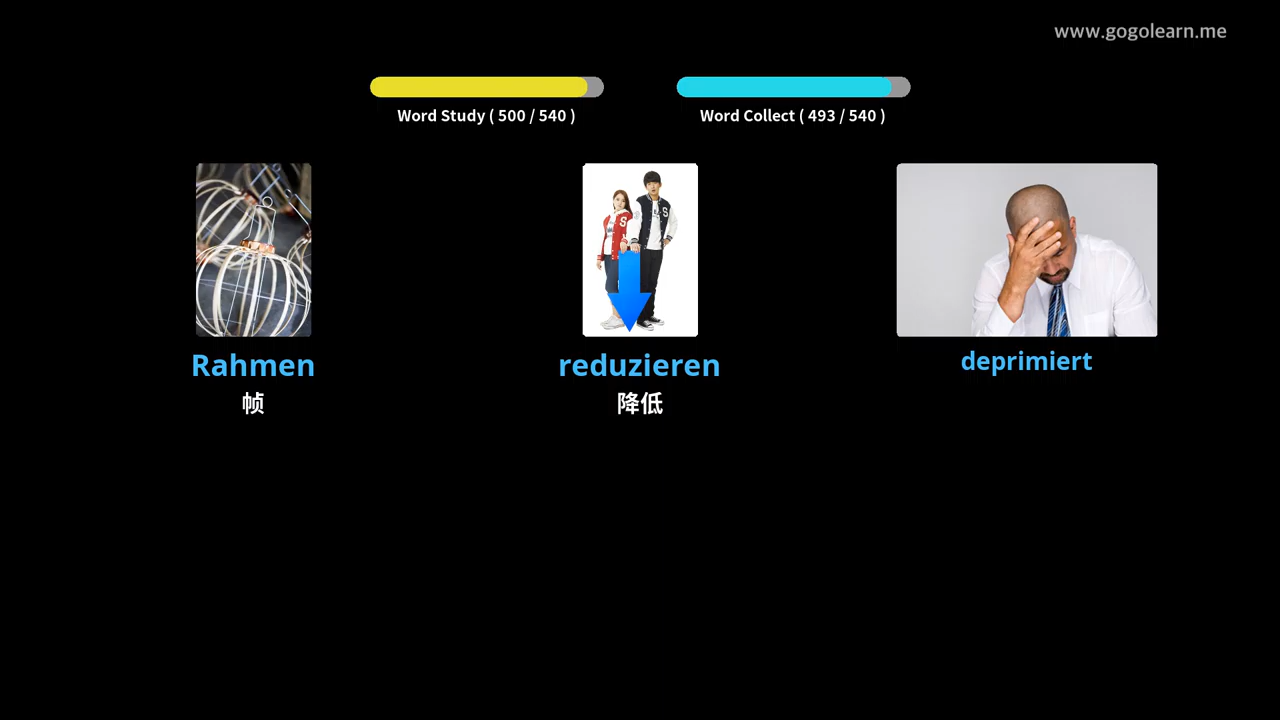 www.gogolearn.me
Word Study ( 500 / 540 )
Word Collect ( 493 / 540 )
S
S
Rahmen
reduzieren
deprimiert
帧
降低